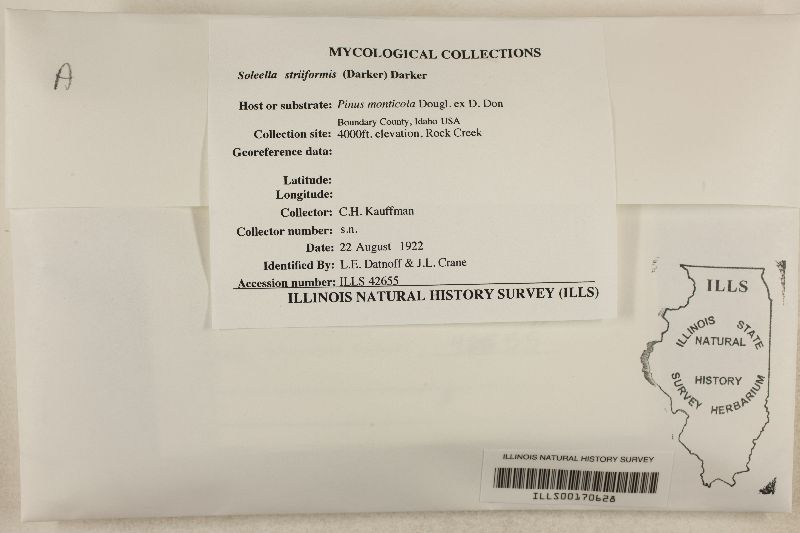 A
MYCOLOGICAL COLLECTIONS
Soleella striiformis (Darker) Darker
Host or substrate: Pinus monticola Dougl. ex D. Don
Boundary County, Idaho USA
Collection site: 4000ft. elevation, Rock Creek
Georeference data:
Latitude:
Longitude:
Collector: C.H. Kauffman
Collector number: s.n.
Date: 22 August 1922
Identified By: L.E. Datnoff & J.L. Crane
Accession number: ILLS 42655
ILLINOIS NATURAL HISTORY SURVEY (ILLS)
ILLS
ILLINOIS STATE
NATURAL
HISTORY
SURVEY HERBARIUM
ILLINOIS NATURAL HISTORY SURVEY
ILLS00170628